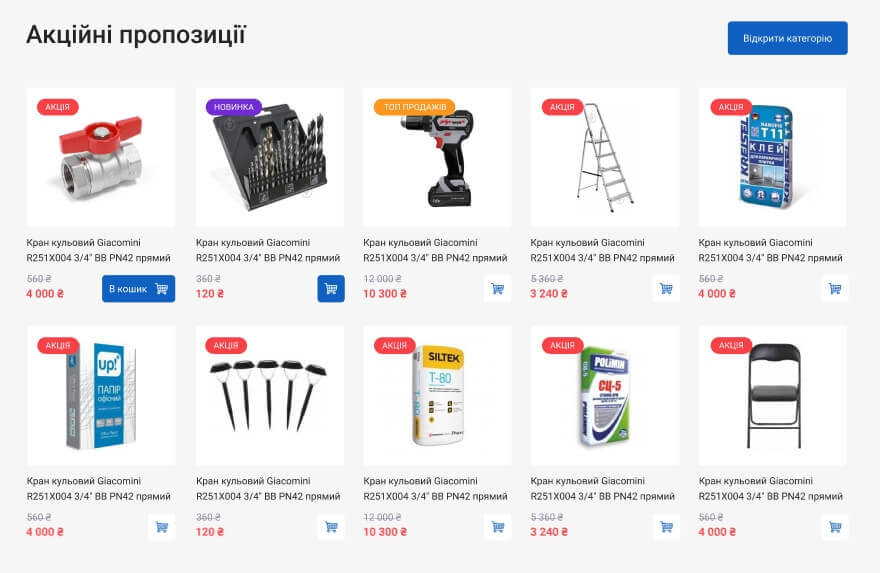 Акційні пропозиції
Відкрити категорію
АКЦІЯ
НОВИНКА
ТОП ПРОДАЖІВ
АКЦІЯ
АКЦІЯ
KREISEL
T11
КЛЕЙ
KREISEL
Кран кульовий Giacomini
R251X004 3/4" ВВ PN42 прямий
560 ₴
4 000 ₴
В кошик
Кран кульовий Giacomini
R251X004 3/4" ВВ PN42 прямий
360 ₴
120 ₴
Кран кульовий Giacomini
R251X004 3/4" ВВ PN42 прямий
12 000 ₴
10 300 ₴
Кран кульовий Giacomini
R251X004 3/4" ВВ PN42 прямий
5 360 ₴
3 240 ₴
Кран кульовий Giacomini
R251X004 3/4" ВВ PN42 прямий
560 ₴
4 000 ₴
АКЦІЯ
up!
ПАПІР
офісний
АКЦІЯ
АКЦІЯ
SILTEK
T-80
АКЦІЯ
POLIMIN
СЦ-5
POLIMIN
АКЦІЯ
Кран кульовий Giacomini
R251X004 3/4" ВВ PN42 прямий
560 ₴
4 000 ₴
Кран кульовий Giacomini
R251X004 3/4" ВВ PN42 прямий
360 ₴
120 ₴
Кран кульовий Giacomini
R251X004 3/4" ВВ PN42 прямий
12 000 ₴
10 300 ₴
Кран кульовий Giacomini
R251X004 3/4" ВВ PN42 прямий
5 360 ₴
3 240 ₴
Кран кульовий Giacomini
R251X004 3/4" ВВ PN42 прямий
560 ₴
4 000 ₴